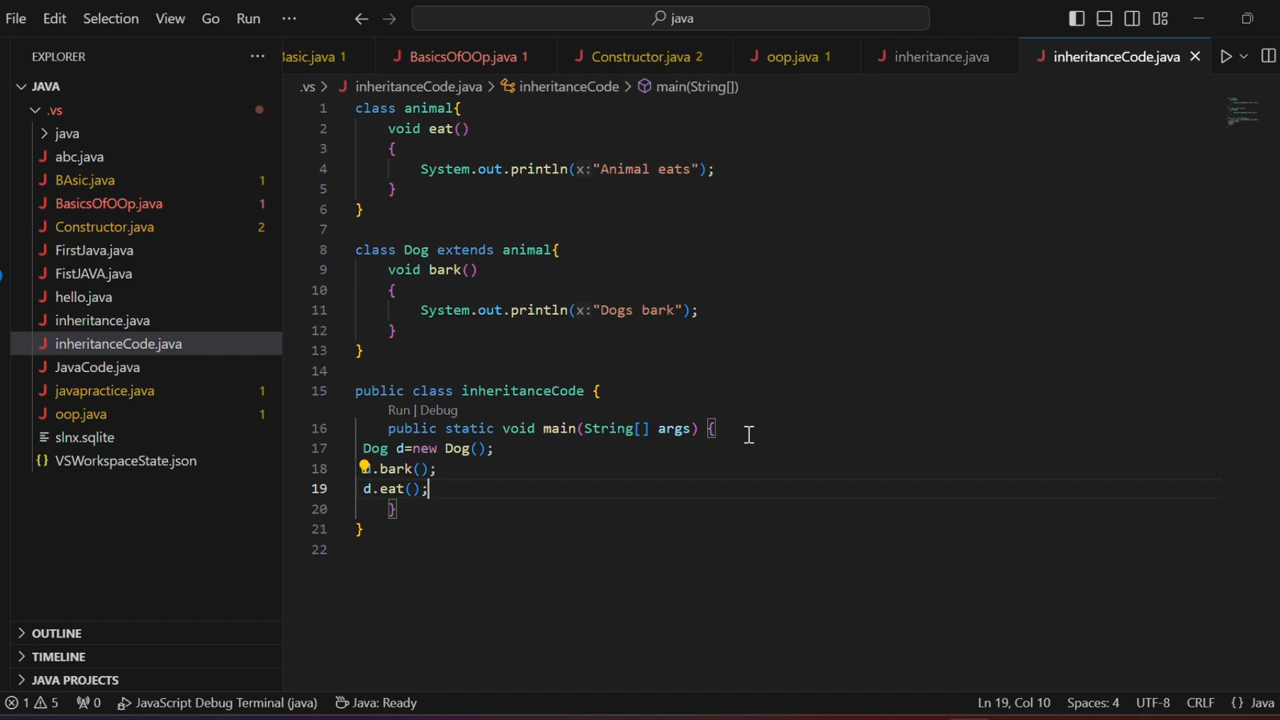 File Edit Selection View Go Run ··· java
EXPLORER ···
Basic.java 1 BasicsOfOOp.java 1 Constructor.java 2 oop.java 1 inheritance.java inheritanceCode.java
.vs > inheritanceCode.java > inheritanceCode > main(String[])
JAVA
.vs
java
abc.java
BAsic.java 1
BasicsOfOOp.java 1
Constructor.java 2
FirstJava.java
FistJAVA.java
hello.java
inheritance.java
inheritanceCode.java
JavaCode.java
javapractice.java 1
oop.java 1
slnx.sqlite
{} VSWorkspaceState.json
OUTLINE
TIMELINE
JAVA PROJECTS
1 class animal{
2 void eat()
3 {
4 System.out.println(x:"Animal eats");
5 }
6 }
7
8 class Dog extends animal{
9 void bark()
10 {
11 System.out.println(x:"Dogs bark");
12 }
13 }
14
15 public class inheritanceCode {
Run | Debug
16 public static void main(String[] args) {
17 Dog d=new Dog();
18 d.bark();
19 d.eat();
20 }
21 }
22
1 5 0 JavaScript Debug Terminal (java) Java: Ready Ln 19, Col 10 Spaces: 4 UTF-8 CRLF {} Java